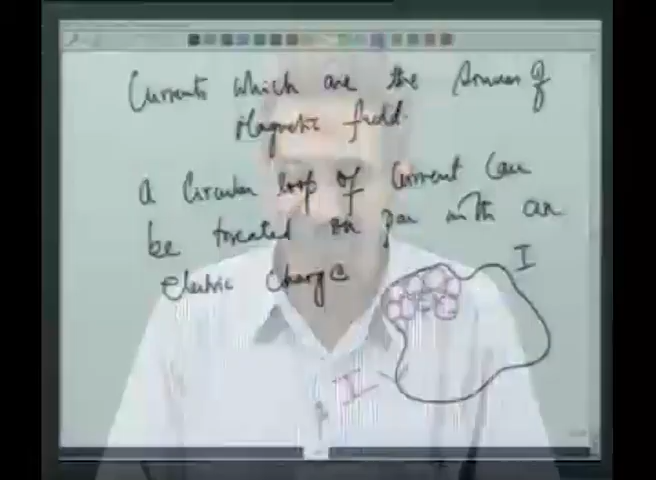 Currents which are the sources of
Magnetic field.
A Circular loop of Current Can
be treated on par with an
electric charge
I
I